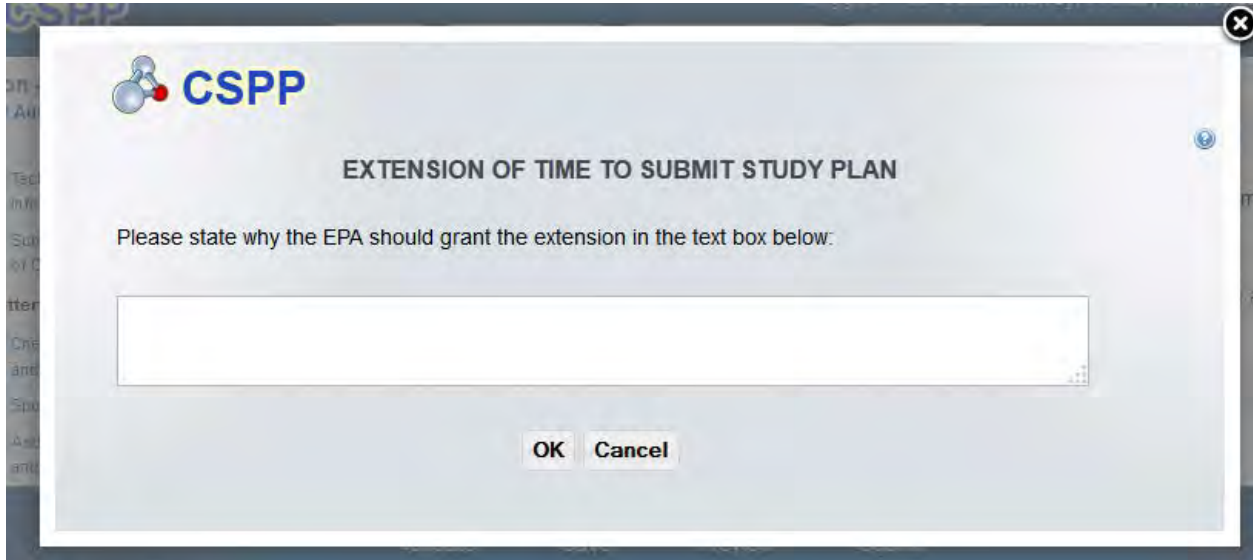 CSPP
CSPP
EXTENSION OF TIME TO SUBMIT STUDY PLAN
Please state why the EPA should grant the extension in the text box below:
OK Cancel